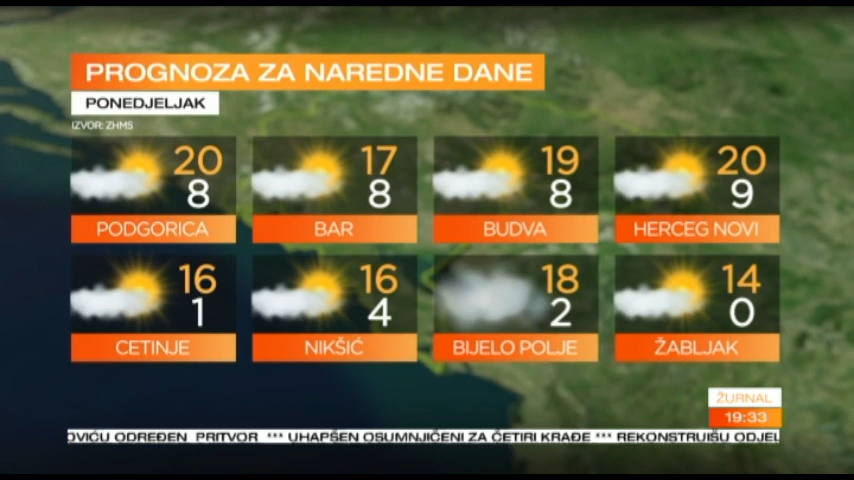 PROGNOZA ZA NAREDNE DANE
PONEDJELJAK
IZVOR: ZHMS
20
8
PODGORICA
17
8
BAR
19
8
BUDVA
20
9
HERCEG NOVI
16
1
CETINJE
16
4
NIKŠIĆ
18
2
BIJELO POLJE
14
0
ŽABLJAK
ŽURNAL
19:33
OVIĆU ODREĐEN PRITVOR *** UHAPŠEN OSUMNJIČENI ZA ČETIRI KRAĐE *** REKONSTRUIŠU ODJEL